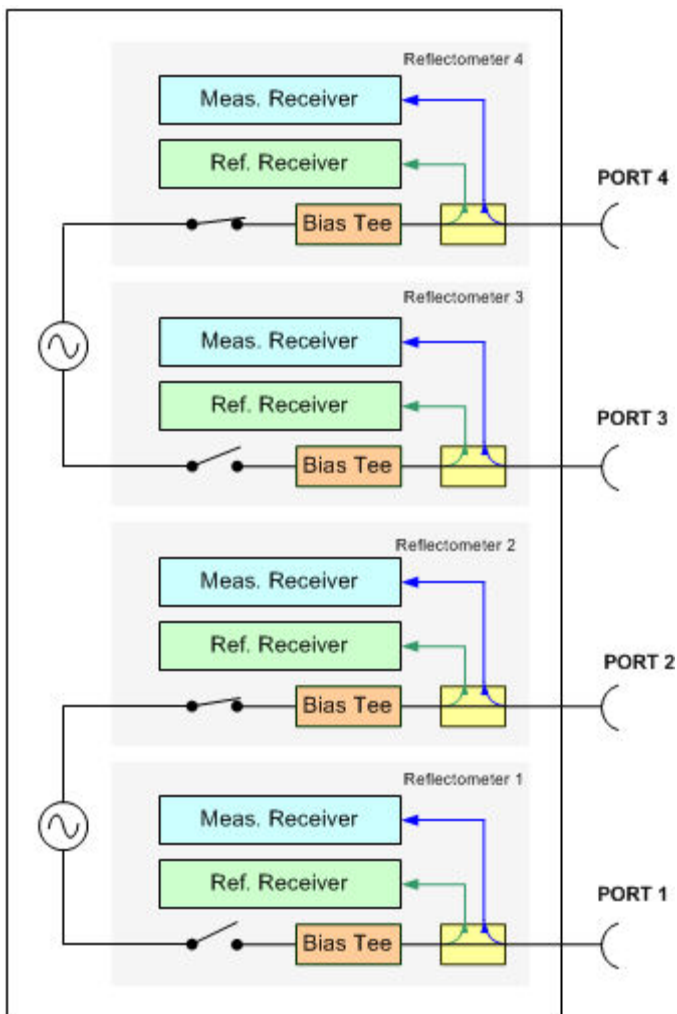 Reflectometer 4
Meas. Receiver
Ref. Receiver
PORT 4
Bias Tee
Reflectometer 3
Meas. Receiver
Ref. Receiver
PORT 3
Bias Tee
Reflectometer 2
Meas. Receiver
Ref. Receiver
PORT 2
Bias Tee
Reflectometer 1
Meas. Receiver
Ref. Receiver
PORT 1
Bias Tee